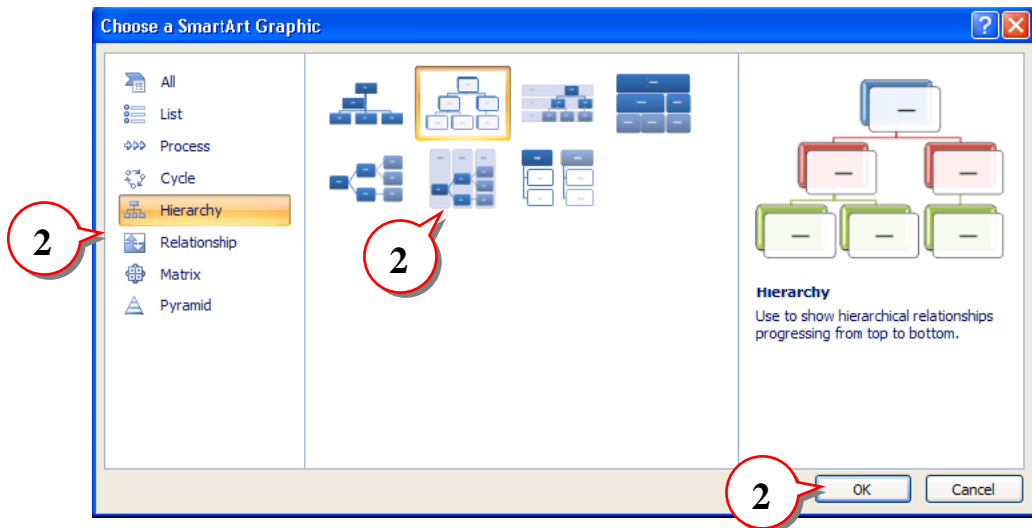 Choose a SmartArt Graphic
All
List
Process
Cycle
Hierarchy
Relationship
Matrix
Pyramid
2
2
Hierarchy
Use to show hierarchical relationships
progressing from top to bottom.
2
OK
Cancel